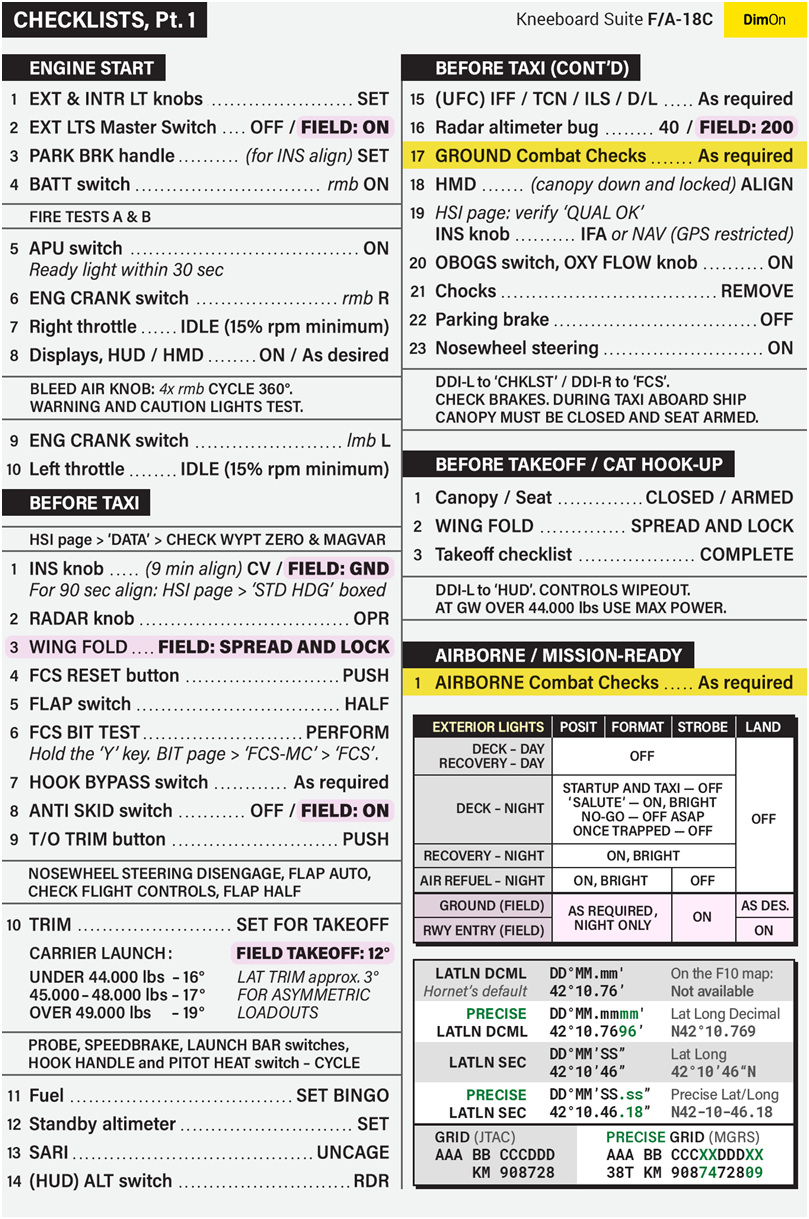 CHECKLISTS, Pt. 1
Kneeboard Suite F/A-18C
DimOn
ENGINE START
1 EXT & INTR LT knobs ........................ SET
2 EXT LTS Master Switch .... OFF / FIELD: ON
3 PARK BRK handle .......... (for INS align) SET
4 BATT switch ................................ rmb ON
FIRE TESTS A & B
5 APU switch ........................................ ON
Ready light within 30 sec
6 ENG CRANK switch ........................ rmb R
7 Right throttle ...... IDLE (15% rpm minimum)
8 Displays, HUD / HMD ........ ON / As desired
BLEED AIR KNOB: 4x rmb CYCLE 360°.
WARNING AND CAUTION LIGHTS TEST.
9 ENG CRANK switch ........................ lmb L
10 Left throttle ........ IDLE (15% rpm minimum)
BEFORE TAXI
HSI page > 'DATA' > CHECK WYPT ZERO & MAGVAR
1 INS knob ..... (9 min align) CV / FIELD: GND
For 90 sec align: HSI page > 'STD HDG' boxed
2 RADAR knob ..................................... OPR
3 WING FOLD .... FIELD: SPREAD AND LOCK
4 FCS RESET button ........................... PUSH
5 FLAP switch .................................... HALF
6 FCS BIT TEST ........................... PERFORM
Hold the 'Y' key. BIT page > 'FCS-MC' > 'FCS'.
7 HOOK BYPASS switch ............ As required
8 ANTI SKID switch ........... OFF / FIELD: ON
9 T/O TRIM button ............................. PUSH
NOSEWHEEL STEERING DISENGAGE, FLAP AUTO,
CHECK FLIGHT CONTROLS, FLAP HALF
10 TRIM .......................... SET FOR TAKEOFF
CARRIER LAUNCH: FIELD TAKEOFF: 12°
UNDER 44.000 lbs – 16° LAT TRIM approx. 3°
45.000 – 48.000 lbs – 17° FOR ASYMMETRIC
OVER 49.000 lbs – 19° LOADOUTS
PROBE, SPEEDBRAKE, LAUNCH BAR switches,
HOOK HANDLE and PITOT HEAT switch – CYCLE
11 Fuel ...................................... SET BINGO
12 Standby altimeter ............................... SET
13 SARI ........................................ UNCAGE
14 (HUD) ALT switch .............................. RDR
BEFORE TAXI (CONT'D)
15 (UFC) IFF / TCN / ILS / D/L ..... As required
16 Radar altimeter bug ........ 40 / FIELD: 200
17 GROUND Combat Checks ....... As required
18 HMD ....... (canopy down and locked) ALIGN
19 HSI page: verify 'QUAL OK'
INS knob .......... IFA or NAV (GPS restricted)
20 OBOGS switch, OXY FLOW knob .......... ON
21 Chocks ..................................... REMOVE
22 Parking brake ................................... OFF
23 Nosewheel steering ............................ ON
DDI-L to 'CHKLST' / DDI-R to 'FCS'.
CHECK BRAKES. DURING TAXI ABOARD SHIP
CANOPY MUST BE CLOSED AND SEAT ARMED.
BEFORE TAKEOFF / CAT HOOK-UP
1 Canopy / Seat ............. CLOSED / ARMED
2 WING FOLD .............. SPREAD AND LOCK
3 Takeoff checklist .................... COMPLETE
DDI-L to 'HUD'. CONTROLS WIPEOUT.
AT GW OVER 44.000 lbs USE MAX POWER.
AIRBORNE / MISSION-READY
1 AIRBORNE Combat Checks ..... As required
EXTERIOR LIGHTS POSIT FORMAT STROBE LAND
DECK – DAY
RECOVERY – DAY
OFF
DECK – NIGHT
STARTUP AND TAXI — OFF
'SALUTE' — ON, BRIGHT
NO-GO — OFF ASAP
ONCE TRAPPED — OFF
OFF
RECOVERY – NIGHT ON, BRIGHT
AIR REFUEL – NIGHT ON, BRIGHT OFF
GROUND (FIELD) AS REQUIRED, NIGHT ONLY ON AS DES.
RWY ENTRY (FIELD) ON
LATLN DCML DD°MM.mm' On the F10 map:
Hornet's default 42°10.76' Not available
PRECISE DD°MM.mmmm' Lat Long Decimal
LATLN DCML 42°10.7696' N42°10.769
LATLN SEC DD°MM'SS" Lat Long
42°10'46" 42°10'46"N
PRECISE DD°MM'SS.ss" Precise Lat/Long
LATLN SEC 42°10.46.18" N42-10-46.18
GRID (JTAC) PRECISE GRID (MGRS)
AAA BB CCCDDD AAA BB CCCXXDDDXX
KM 908728 38T KM 9087472809